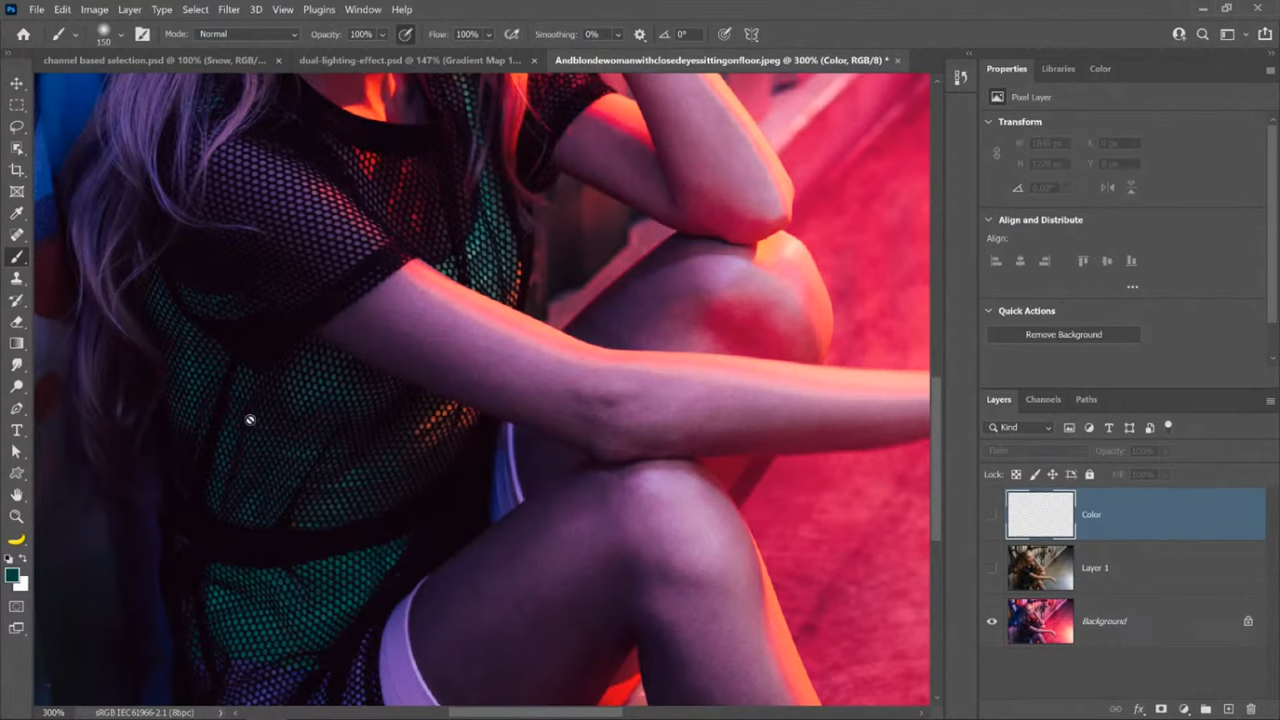 Ps File Edit Image Layer Type Select Filter 3D View Plugins Window Help
150 Mode: Normal Opacity: 100% Flow: 100% Smoothing: 0% 0°
channel based selection.psd @ 100% (Snow, RGB/... × dual-lighting-effect.psd @ 147% (Gradient Map 1... × Andblondewomanwithclosedeyessittingonfloor.jpeg @ 300% (Color, RGB/8) * ×
Properties Libraries Color
Pixel Layer
Transform
W 1840 px X 0 px
H 1228 px Y 0 px
0.00°
Align and Distribute
Align:
Quick Actions
Remove Background
Layers Channels Paths
Kind
Color Opacity: 100%
Lock: Fill: 100%
Color
Layer 1
Background
300% sRGB IEC61966-2.1 (8bpc)